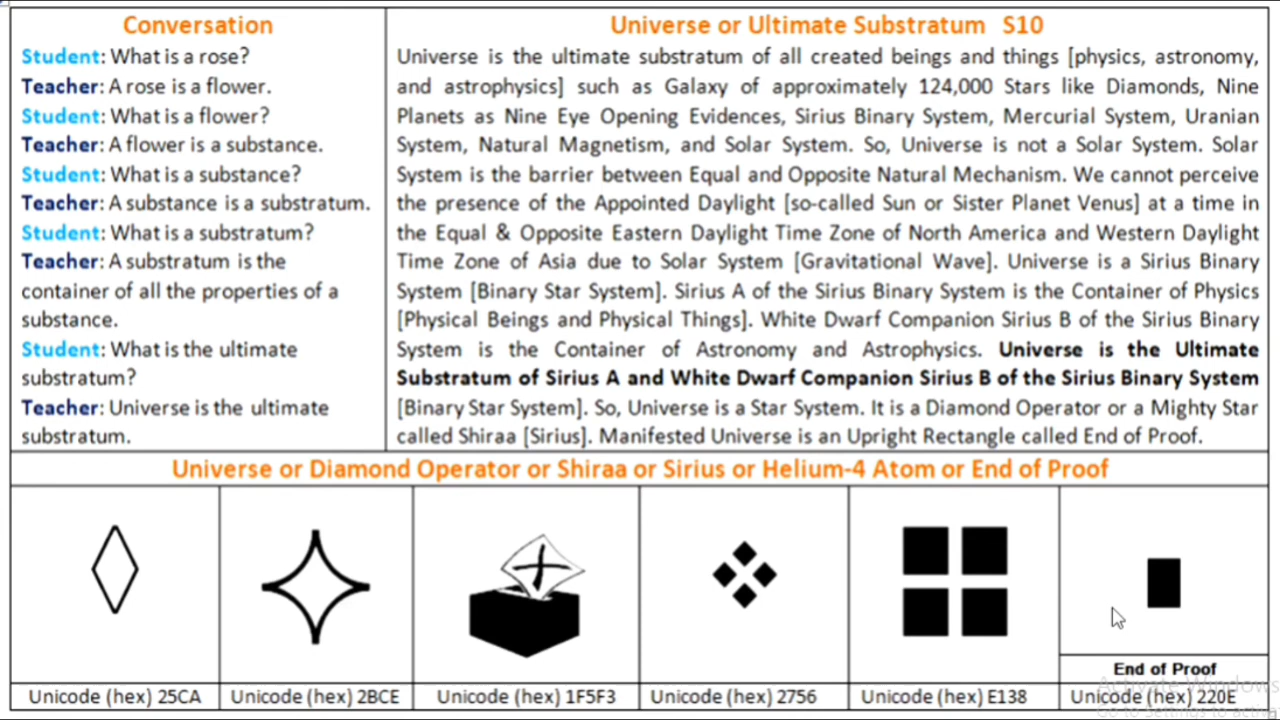 Conversation
Student: What is a rose?
Teacher: A rose is a flower.
Student: What is a flower?
Teacher: A flower is a substance.
Student: What is a substance?
Teacher: A substance is a substratum.
Student: What is a substratum?
Teacher: A substratum is the
container of all the properties of a
substance.
Student: What is the ultimate
substratum?
Teacher: Universe is the ultimate
substratum.
Universe or Ultimate Substratum S10
Universe is the ultimate substratum of all created beings and things [physics, astronomy,
and astrophysics] such as Galaxy of approximately 124,000 Stars like Diamonds, Nine
Planets as Nine Eye Opening Evidences, Sirius Binary System, Mercurial System, Uranian
System, Natural Magnetism, and Solar System. So, Universe is not a Solar System. Solar
System is the barrier between Equal and Opposite Natural Mechanism. We cannot perceive
the presence of the Appointed Daylight [so-called Sun or Sister Planet Venus] at a time in
the Equal & Opposite Eastern Daylight Time Zone of North America and Western Daylight
Time Zone of Asia due to Solar System [Gravitational Wave]. Universe is a Sirius Binary
System [Binary Star System]. Sirius A of the Sirius Binary System is the Container of Physics
[Physical Beings and Physical Things]. White Dwarf Companion Sirius B of the Sirius Binary
System is the Container of Astronomy and Astrophysics. Universe is the Ultimate
Substratum of Sirius A and White Dwarf Companion Sirius B of the Sirius Binary System
[Binary Star System]. So, Universe is a Star System. It is a Diamond Operator or a Mighty Star
called Shiraa [Sirius]. Manifested Universe is an Upright Rectangle called End of Proof.
Universe or Diamond Operator or Shiraa or Sirius or Helium-4 Atom or End of Proof
End of Proof
Unicode (hex) 25CA
Unicode (hex) 2BCE
Unicode (hex) 1F5F3
Unicode (hex) 2756
Unicode (hex) E138
Unicode (hex) 220E
Activate Windows
Go to Settings to activa